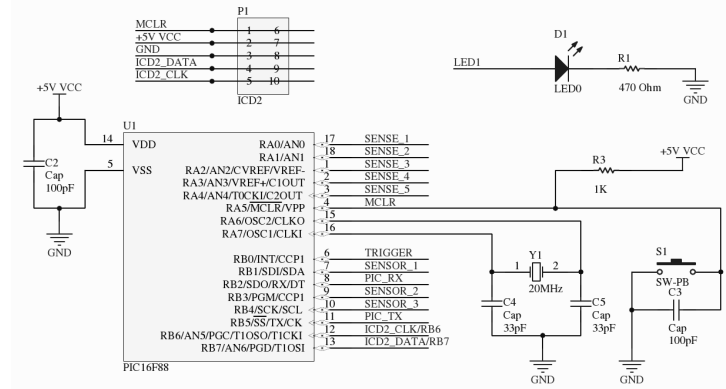 P1
MCLR 1 6
+5V VCC 2 7
GND 3 8
ICD2_DATA 4 9
ICD2_CLK 5 10
ICD2
D1
LED1
LED0
R1
470 Ohm
GND
+5V VCC
C2
Cap
100pF
GND
U1
14 VDD
5 VSS
RA0/AN0 17 SENSE_1
RA1/AN1 18 SENSE_2
RA2/AN2/CVREF/VREF- 1 SENSE_3
RA3/AN3/VREF+/C1OUT 2 SENSE_4
RA4/AN4/T0CKI/C2OUT 3 SENSE_5
RA5/MCLR/VPP 4 MCLR
RA6/OSC2/CLKO 15
RA7/OSC1/CLKI 16
RB0/INT/CCP1 6 TRIGGER
RB1/SDI/SDA 7 SENSOR_1
RB2/SDO/RX/DT 8 PIC_RX
RB3/PGM/CCP1 9 SENSOR_2
RB4/SCK/SCL 10 SENSOR_3
RB5/SS/TX/CK 11 PIC_TX
RB6/AN5/PGC/T1OSO/T1CKI 12 ICD2_CLK/RB6
RB7/AN6/PGD/T1OSI 13 ICD2_DATA/RB7
PIC16F88
R3
1K
+5V VCC
Y1
1 2
20MHz
C4
Cap
33pF
C5
Cap
33pF
GND
S1
SW-PB
C3
Cap
100pF
GND